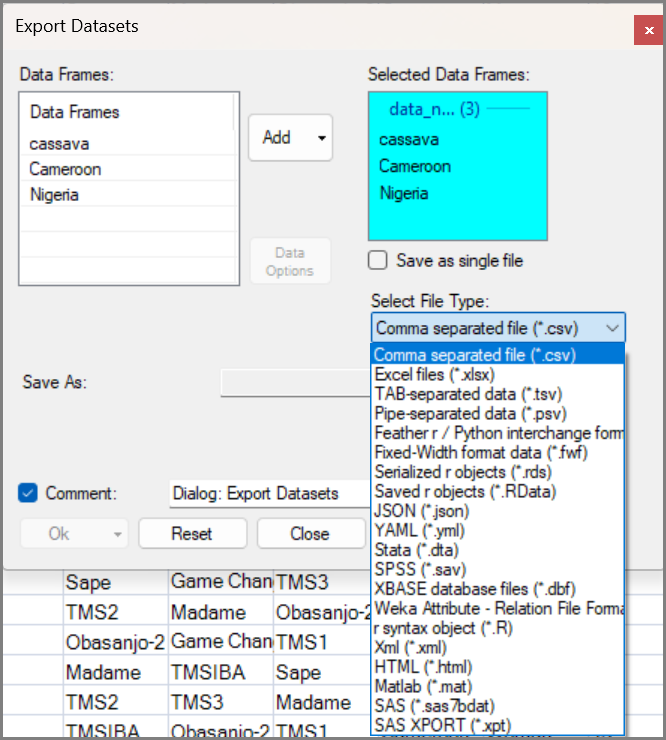 Export Datasets
Data Frames:
Selected Data Frames:
Data Frames
cassava
Cameroon
Nigeria
Add
data_n... (3)
cassava
Cameroon
Nigeria
Data
Options
Save as single file
Select File Type:
Comma separated file (*.csv)
Comma separated file (*.csv)
Excel files (*.xlsx)
TAB-separated data (*.tsv)
Pipe-separated data (*.psv)
Feather r / Python interchange form
Fixed-Width format data (*.fwf)
Serialized r objects (*.rds)
Saved r objects (*.RData)
JSON (*.json)
YAML (*.yml)
Stata (*.dta)
SPSS (*.sav)
XBASE database files (*.dbf)
Weka Attribute - Relation File Forma
r syntax object (*.R)
Xml (*.xml)
HTML (*.html)
Matlab (*.mat)
SAS (*.sas7bdat)
SAS XPORT (*.xpt)
Save As:
Comment:
Dialog: Export Datasets
Ok Reset Close
Sape Game Chan TMS3
TMS2 Madame Obasanjo-2
Obasanjo-2 Game Chan TMS1
Madame TMSIBA Sape
TMS2 TMS3 Madame
TMSIBA Obasanjo-2 TMS1